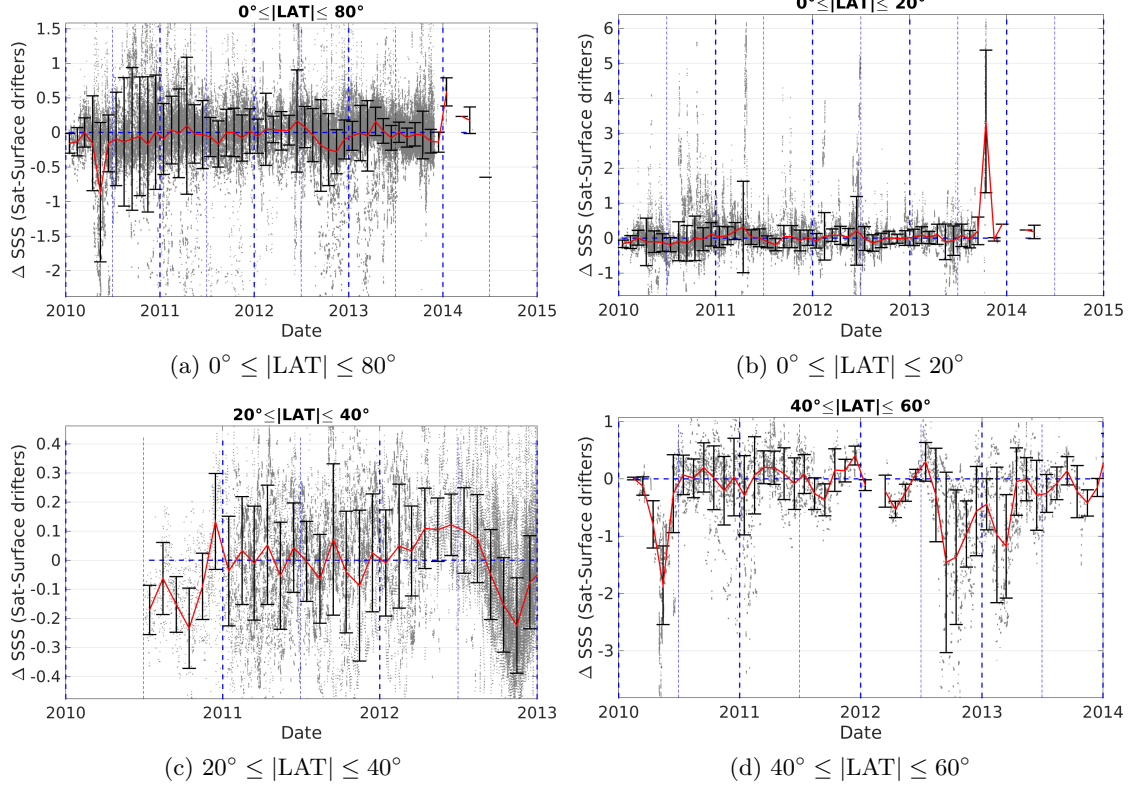 0°≤|LAT|≤ 80°
1.5
1
0.5
0
-0.5
-1
-1.5
-2
Δ SSS (Sat-Surface drifters)
2010 2011 2012 2013 2014 2015
Date
(a) 0° ≤ |LAT| ≤ 80°
0°≤|LAT|≤ 20°
6
5
4
3
2
1
0
-1
Δ SSS (Sat-Surface drifters)
2010 2011 2012 2013 2014 2015
Date
(b) 0° ≤ |LAT| ≤ 20°
20°≤|LAT|≤ 40°
0.4
0.3
0.2
0.1
0
-0.1
-0.2
-0.3
-0.4
Δ SSS (Sat-Surface drifters)
2010 2011 2012 2013
Date
(c) 20° ≤ |LAT| ≤ 40°
40°≤|LAT|≤ 60°
1
0
-1
-2
-3
Δ SSS (Sat-Surface drifters)
2010 2011 2012 2013 2014
Date
(d) 40° ≤ |LAT| ≤ 60°